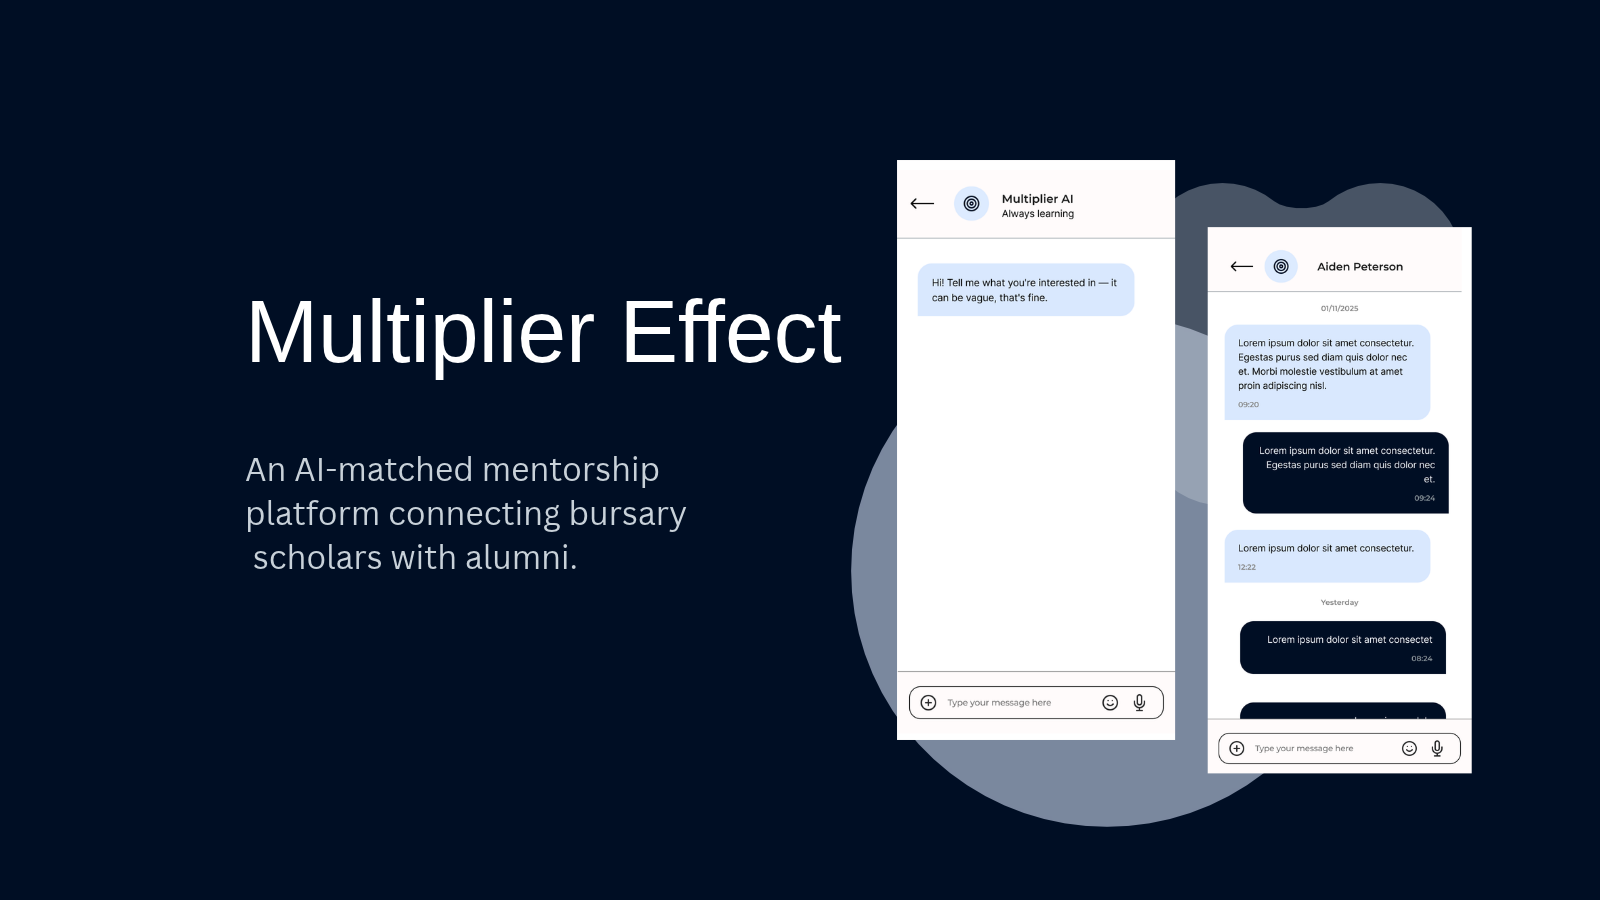 Multiplier Effect
An AI-matched mentorship
platform connecting bursary
scholars with alumni.
Multiplier AI
Always learning
Hi! Tell me what you're interested in — it
can be vague, that's fine.
Type your message here
Aiden Peterson
01/11/2025
Lorem ipsum dolor sit amet consectetur.
Egestas purus sed diam quis dolor nec
et. Morbi molestie vestibulum at amet
proin adipiscing nisl.
09:20
Lorem ipsum dolor sit amet consectetur.
Egestas purus sed diam quis dolor nec
et.
09:24
Lorem ipsum dolor sit amet consectetur.
12:22
Yesterday
Lorem ipsum dolor sit amet consectet
08:24
Type your message here